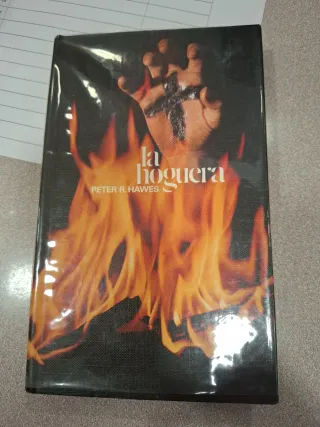 la
hoguera
PETER R. HAWES